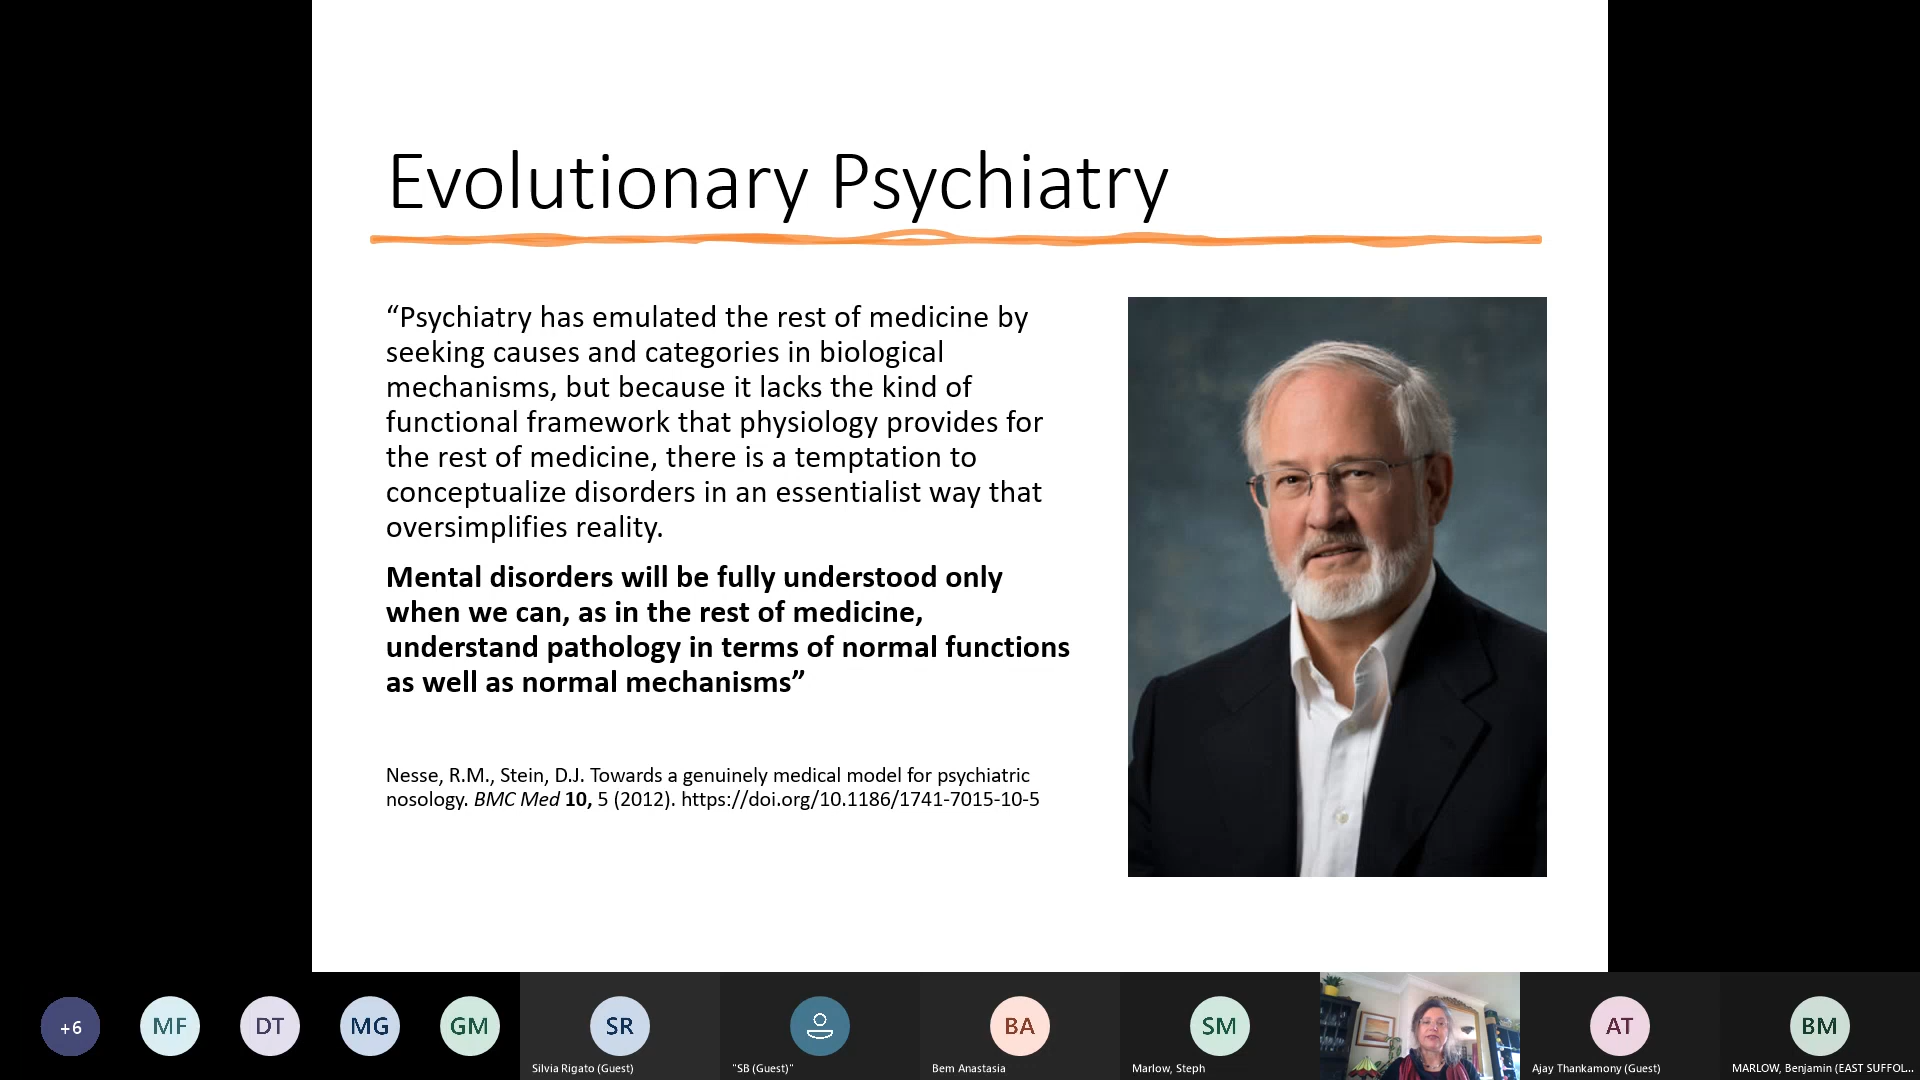 Evolutionary Psychiatry
“Psychiatry has emulated the rest of medicine by
seeking causes and categories in biological
mechanisms, but because it lacks the kind of
functional framework that physiology provides for
the rest of medicine, there is a temptation to
conceptualize disorders in an essentialist way that
oversimplifies reality.
Mental disorders will be fully understood only
when we can, as in the rest of medicine,
understand pathology in terms of normal functions
as well as normal mechanisms”
Nesse, R.M., Stein, D.J. Towards a genuinely medical model for psychiatric
nosology. BMC Med 10, 5 (2012). https://doi.org/10.1186/1741-7015-10-5
+6
MF
DT
MG
GM
SR
Silvia Rigato (Guest)
"SB (Guest)"
BA
Bem Anastasia
SM
Marlow, Steph
AT
Ajay Thankamony (Guest)
BM
MARLOW, Benjamin (EAST SUFFOL...